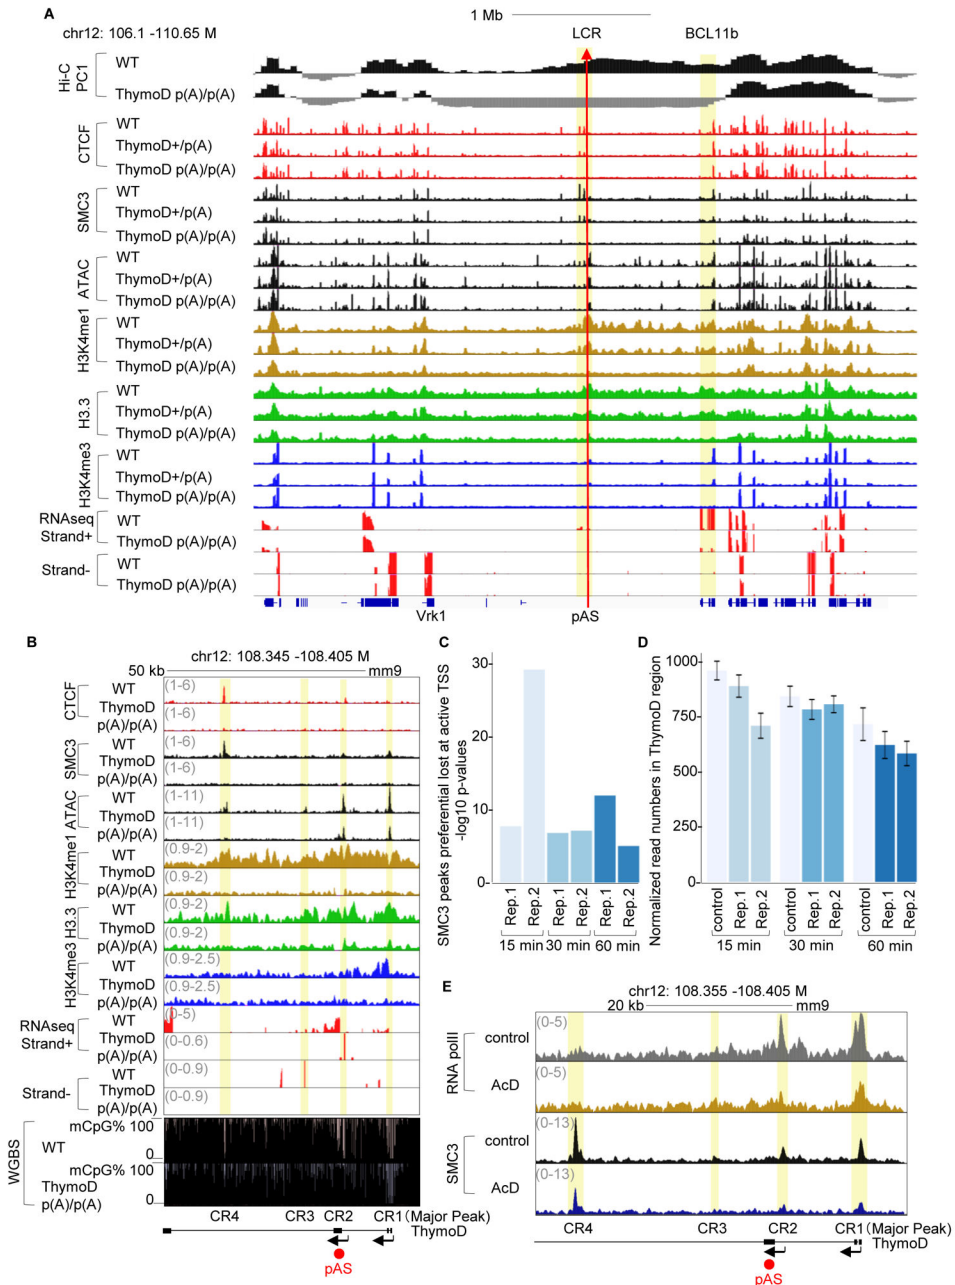 A
1 Mb
chr12: 106.1 -110.65 M
LCR
BCL11b
Hi-C
PC1
WT
ThymoD p(A)/p(A)
CTCF
WT
ThymoD+/p(A)
ThymoD p(A)/p(A)
SMC3
WT
ThymoD+/p(A)
ThymoD p(A)/p(A)
ATAC
WT
ThymoD+/p(A)
ThymoD p(A)/p(A)
H3K4me1
WT
ThymoD+/p(A)
ThymoD p(A)/p(A)
H3.3
WT
ThymoD+/p(A)
ThymoD p(A)/p(A)
H3K4me3
WT
ThymoD+/p(A)
ThymoD p(A)/p(A)
RNAseq
Strand+
WT
ThymoD p(A)/p(A)
Strand-
WT
ThymoD p(A)/p(A)
Vrk1
pAS
B
chr12: 108.345 -108.405 M
50 kb
mm9
CTCF
WT
(1-6)
ThymoD
p(A)/p(A)
(1-6)
SMC3
WT
(1-6)
ThymoD
p(A)/p(A)
(1-6)
ATAC
WT
(1-11)
ThymoD
p(A)/p(A)
(1-11)
H3K4me1
WT
(0.9-2)
ThymoD
p(A)/p(A)
(0.9-2)
H3.3
WT
(0.9-2)
ThymoD
p(A)/p(A)
(0.9-2)
H3K4me3
WT
(0.9-2.5)
ThymoD
p(A)/p(A)
(0.9-2.5)
RNAseq
Strand+
WT
(0-5)
ThymoD
p(A)/p(A)
(0-0.6)
Strand-
WT
(0-0.9)
ThymoD
p(A)/p(A)
(0-0.9)
WGBS
mCpG% 100
WT
0
mCpG% 100
ThymoD
p(A)/p(A)
0
CR4
CR3
CR2
CR1(Major Peak)
ThymoD
pAS
C
SMC3 peaks preferential lost at active TSS
-log10 p-values
30
20
10
0
Rep.1
Rep.2
Rep.1
Rep.2
Rep.1
Rep.2
15 min
30 min
60 min
D
Normalized read numbers in ThymoD region
1000
750
500
250
0
control
Rep.1
Rep.2
control
Rep.1
Rep.2
control
Rep.1
Rep.2
15 min
30 min
60 min
E
chr12: 108.355 -108.405 M
20 kb
mm9
RNA polII
control
(0-5)
AcD
(0-5)
SMC3
control
(0-13)
AcD
(0-13)
CR4
CR3
CR2
CR1(Major Peak)
ThymoD
pAS